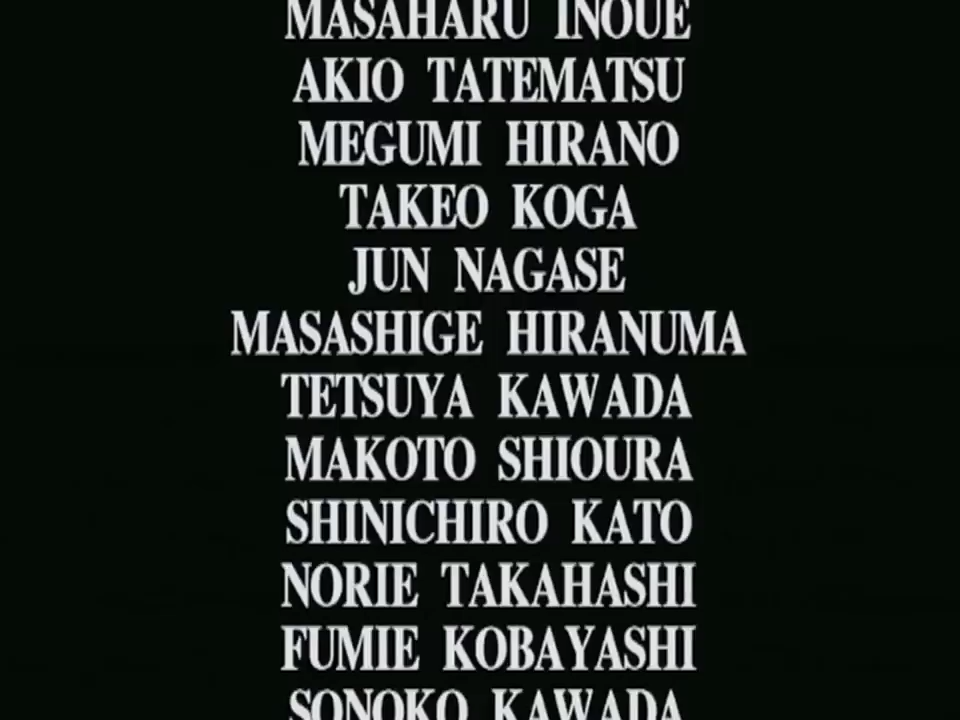 MASAHARU INOUE
AKIO TATEMATSU
MEGUMI HIRANO
TAKEO KOGA
JUN NAGASE
MASASHIGE HIRANUMA
TETSUYA KAWADA
MAKOTO SHIOURA
SHINICHIRO KATO
NORIE TAKAHASHI
FUMIE KOBAYASHI
SONOKO KAWADA